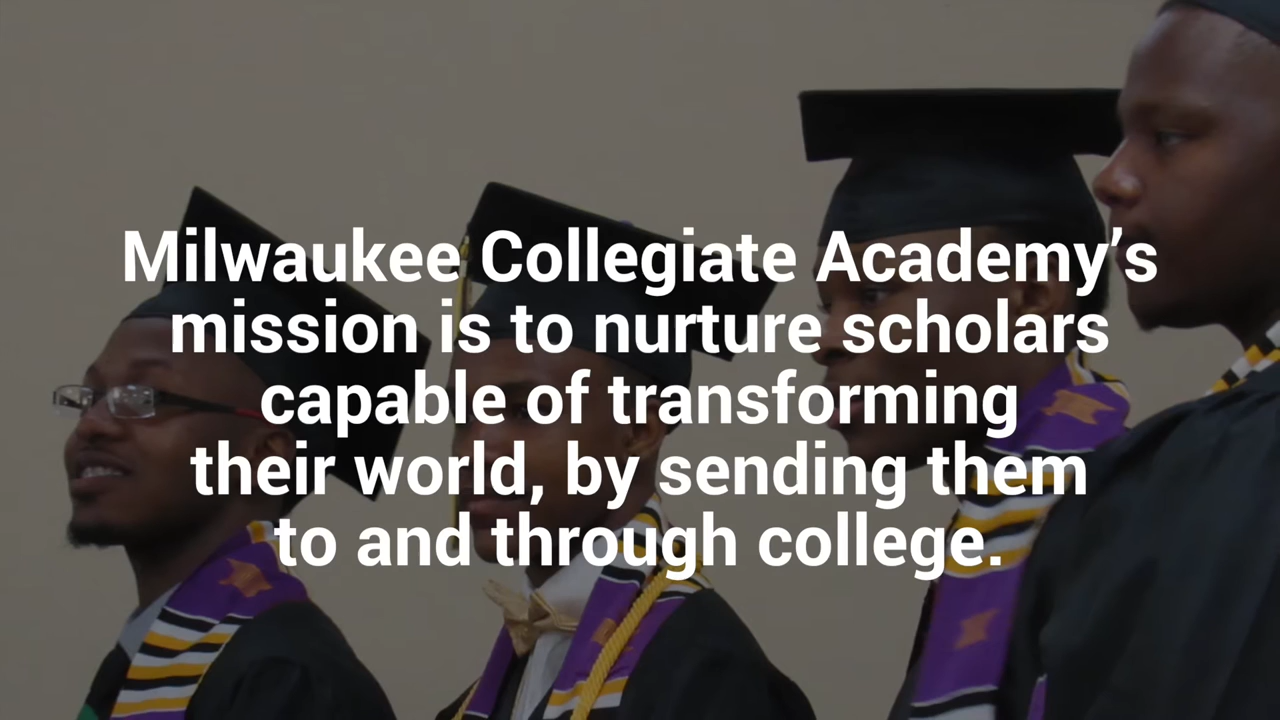 Milwaukee Collegiate Academy’s
mission is to nurture scholars
capable of transforming
their world, by sending them
to and through college.